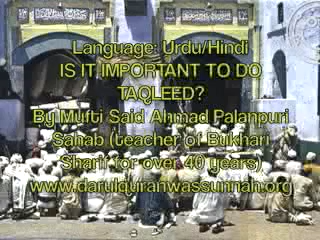 Language: Urdu/Hindi
IS IT IMPORTANT TO DO
TAQLEED?
By Mufti Said Ahmad Palanpuri
Sahab (teacher of Bukhari
Sharif for over 40 years)
www.darulquranwassunnah.org